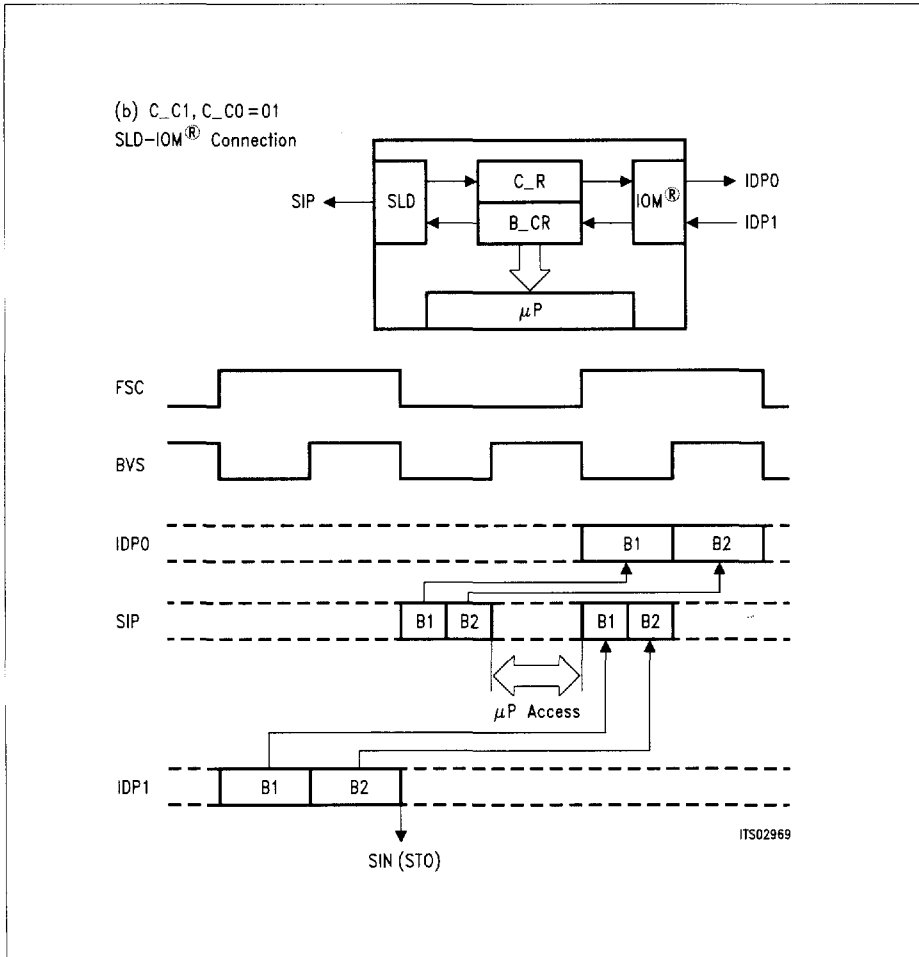 (b) C_C1, C_C0=01
SLD-IOM® Connection
SIP
SLD
C_R
B_CR
IOM®
IDP0
IDP1
μP
FSC
BVS
IDP0
B1 B2
SIP
B1 B2 B1 B2
μP Access
IDP1
B1 B2
ITS02969
SIN (ST0)